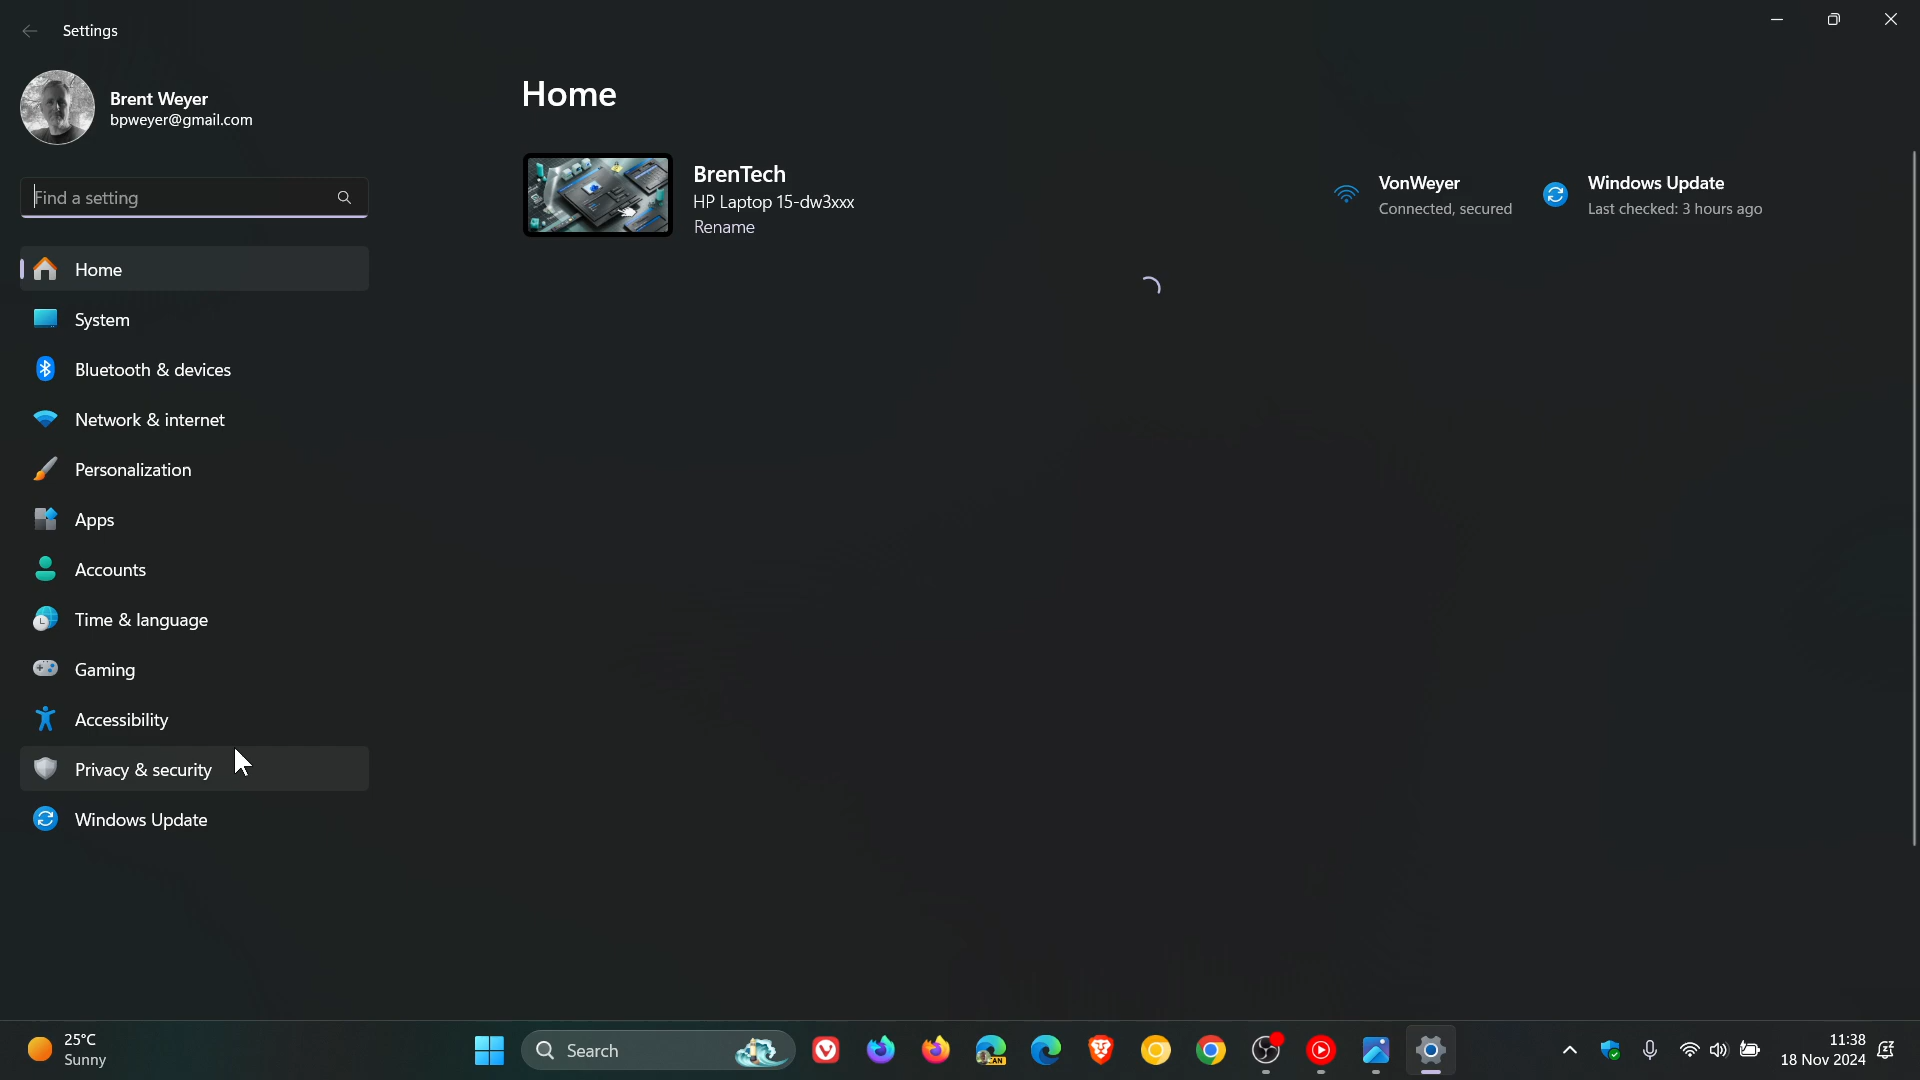 Settings
Brent Weyer
bpweyer@gmail.com
Find a setting
Home
System
Bluetooth & devices
Network & internet
Personalization
Apps
Accounts
Time & language
Gaming
Accessibility
Privacy & security
Windows Update
Home
BrenTech
HP Laptop 15-dw3xxx
Rename
VonWeyer
Connected, secured
Windows Update
Last checked: 3 hours ago
25°C
Sunny
Search
CAN
11:38
18 Nov 2024